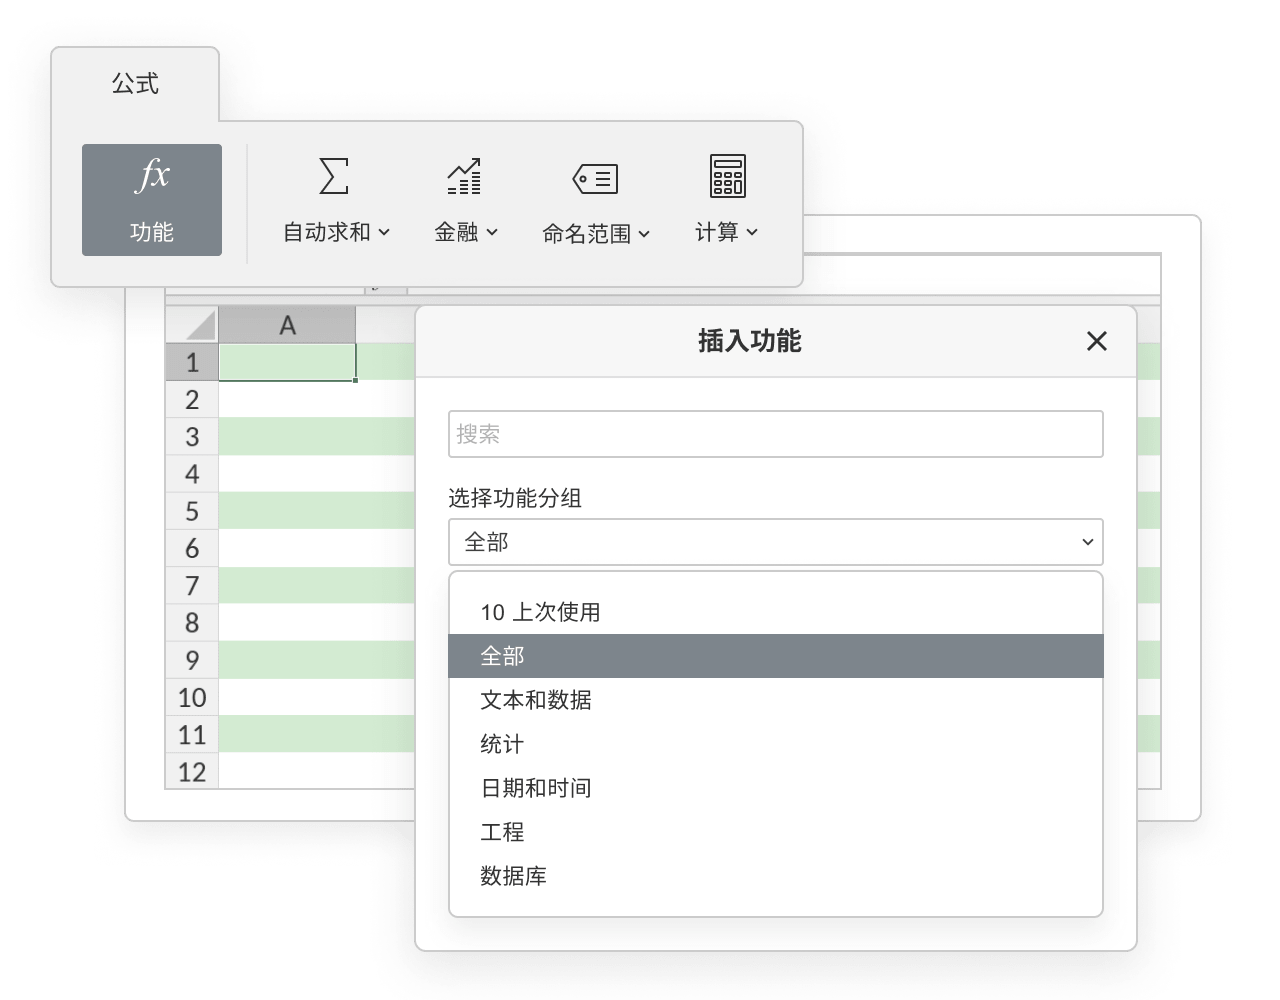 公式
fx
功能
自动求和
金融
命名范围
计算
A
1
2
3
4
5
6
7
8
9
10
11
12
插入功能
搜索
选择功能分组
全部
10 上次使用
全部
文本和数据
统计
日期和时间
工程
数据库